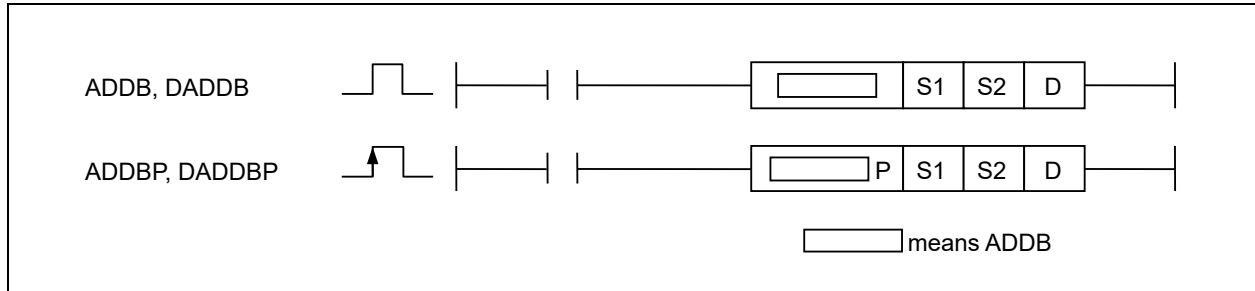 ADDB, DADDB S1 S2 D
ADDBP, DADDBP P S1 S2 D
means ADDB